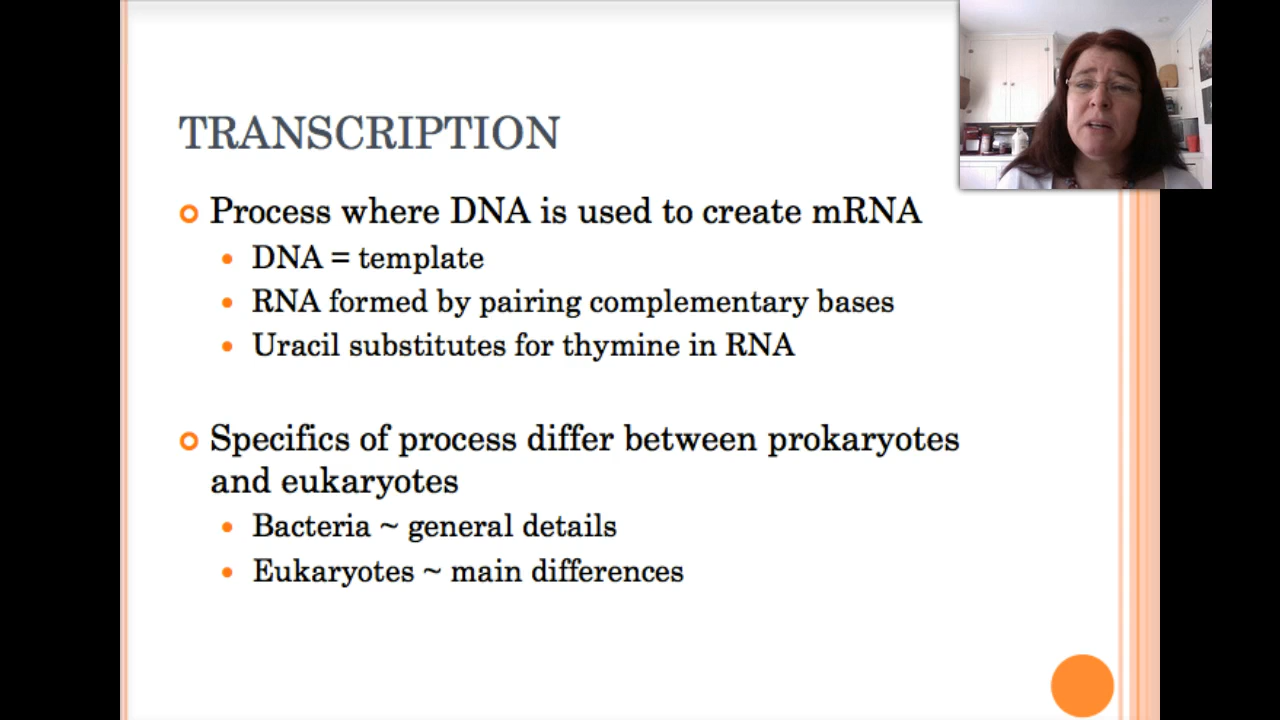 TRANSCRIPTION
Process where DNA is used to create mRNA
DNA = template
RNA formed by pairing complementary bases
Uracil substitutes for thymine in RNA
Specifics of process differ between prokaryotes
and eukaryotes
Bacteria ~ general details
Eukaryotes ~ main differences